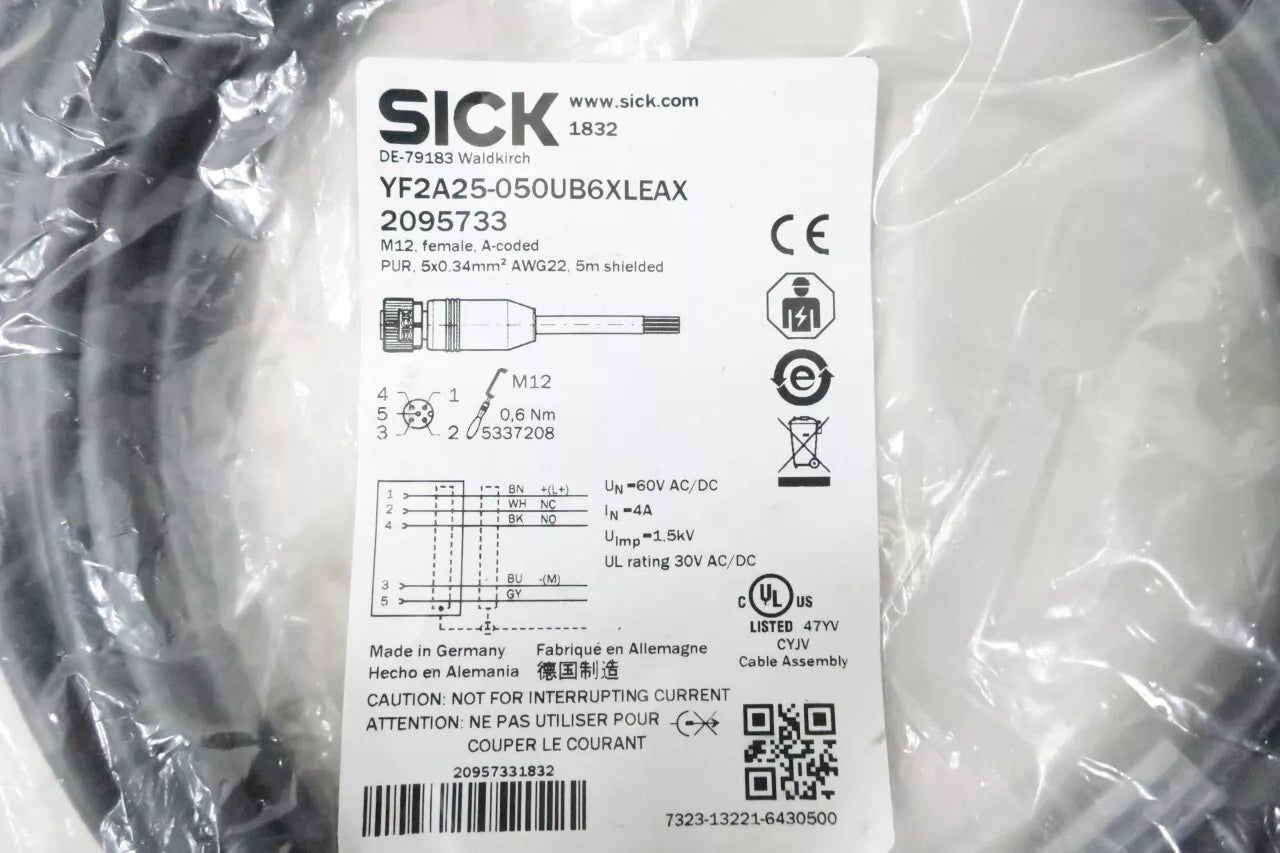 SICK www.sick.com
1832
DE-79183 Waldkirch
YF2A25-050UB6XLEAX
2095733
M12, female, A-coded
PUR, 5x0.34mm² AWG22, 5m shielded
CE
e
4 1
5
3 2
M12
0,6 Nm
5337208
1 BN +(L+)
2 WH NC
4 BK NO
3 BU -(M)
5 GY
UN=60V AC/DC
IN=4A
Uimp=1,5kV
UL rating 30V AC/DC
C UL US
LISTED 47YV
CYJV
Cable Assembly
Made in Germany Fabriqué en Allemagne
Hecho en Alemania 德国制造
CAUTION: NOT FOR INTERRUPTING CURRENT
ATTENTION: NE PAS UTILISER POUR
COUPER LE COURANT
20957331832
7323-13221-6430500